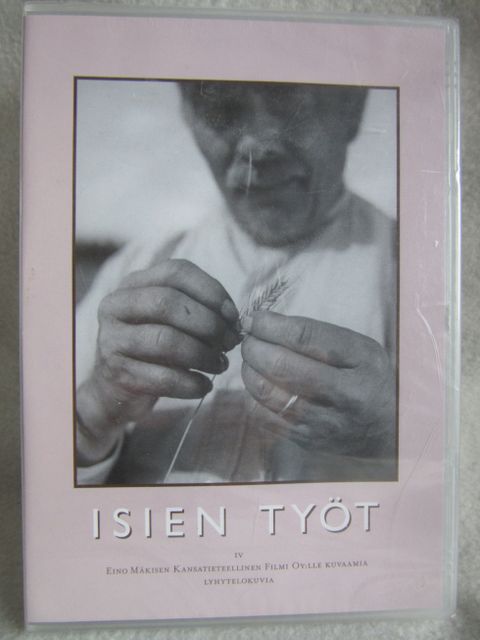 ISIEN TYÖT
IV
EINO MÄKISEN KANSATIETEELLINEN FILMI OY:LLE KUVAAMIA
LYHYTELOKUVIA